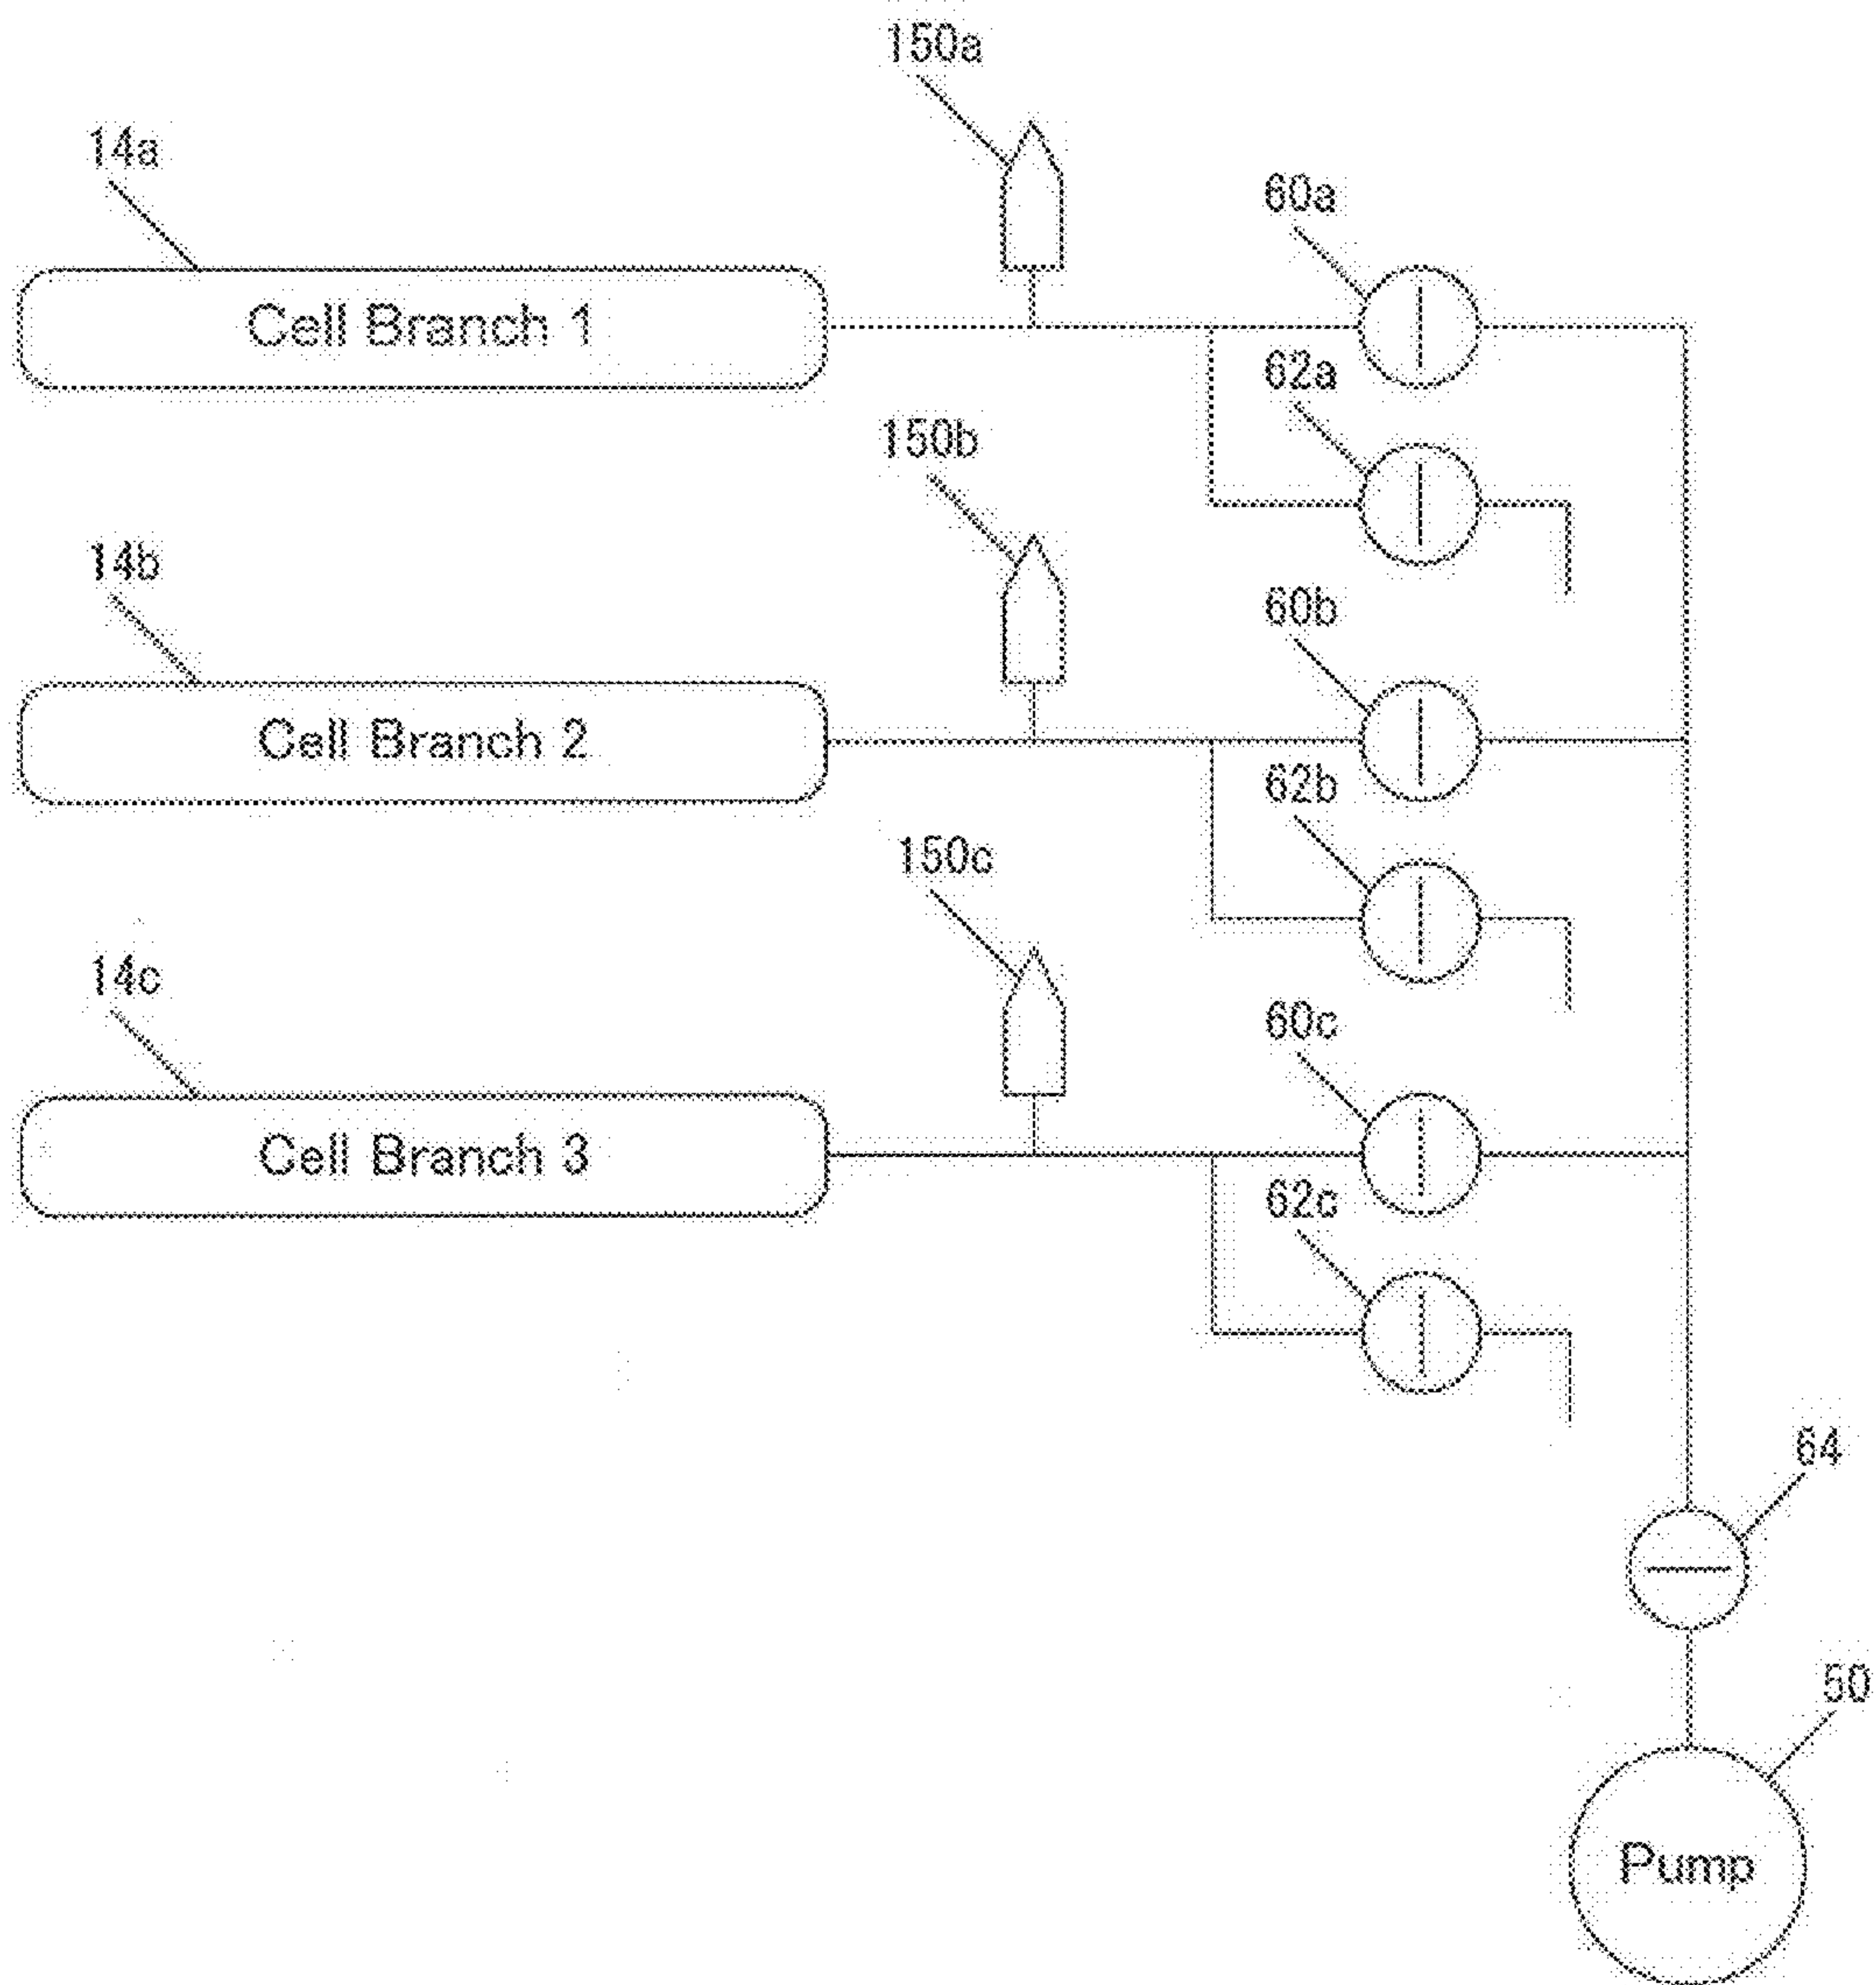 150a
14a
60a
Cell Branch 1
62a
150b
14b
60b
Cell Branch 2
62b
150c
14c
60c
Cell Branch 3
62c
64
50
Pump